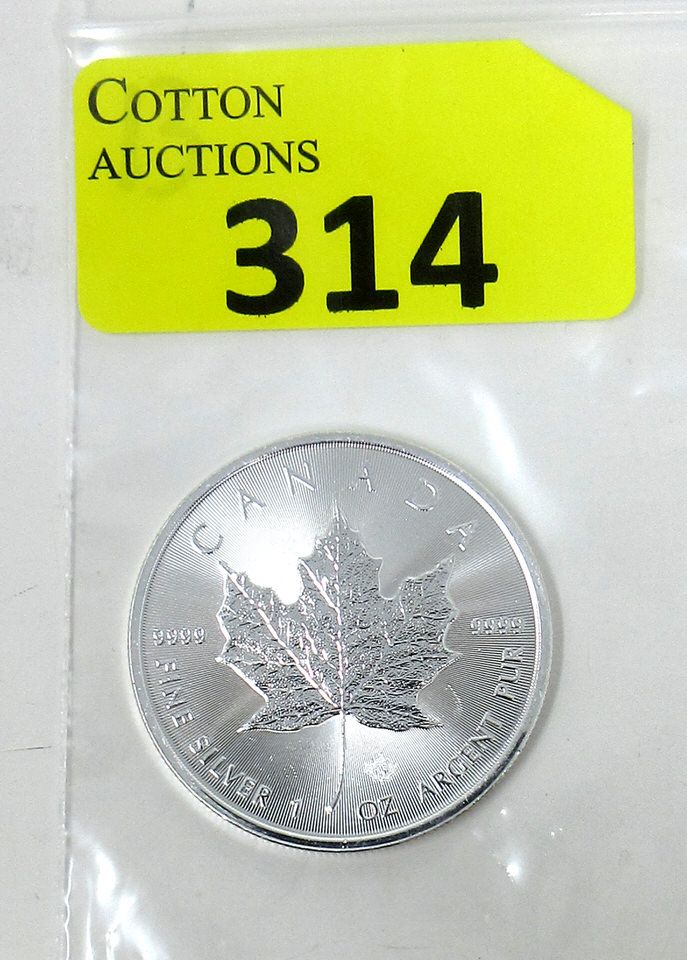 COTTON
AUCTIONS
314
CANADA
9999
9999
FINE SILVER 1 OZ ARGENT PUR